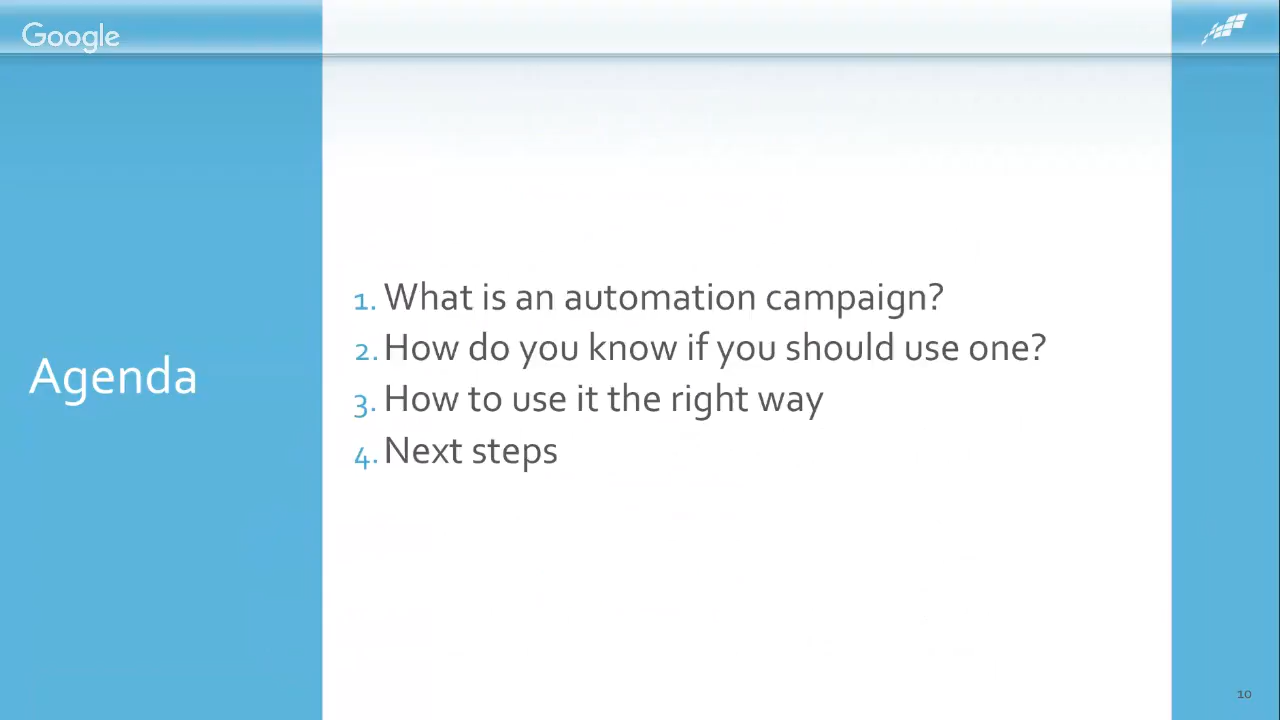 Google
Agenda
1. What is an automation campaign?
2. How do you know if you should use one?
3. How to use it the right way
4. Next steps
10